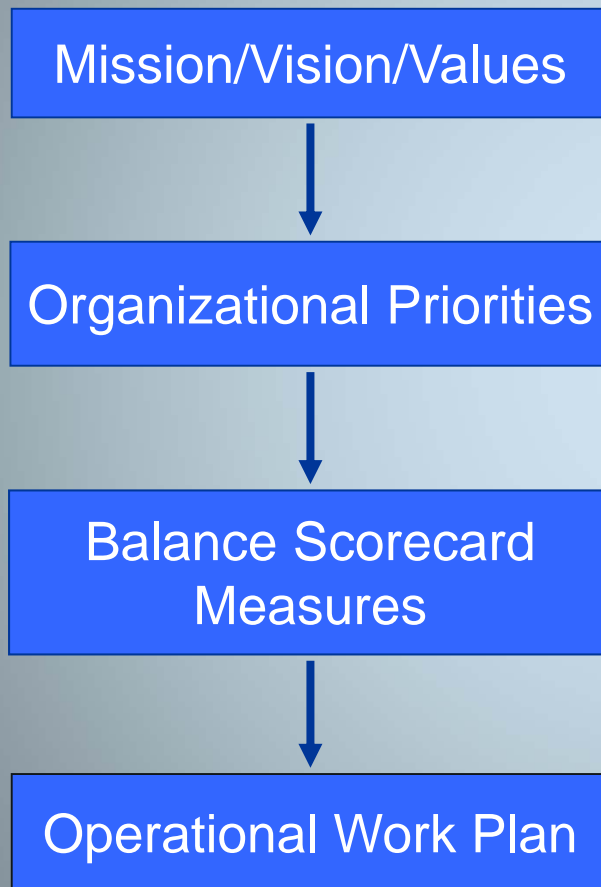 Mission/Vision/Values
Organizational Priorities
Balance Scorecard
Measures
Operational Work Plan